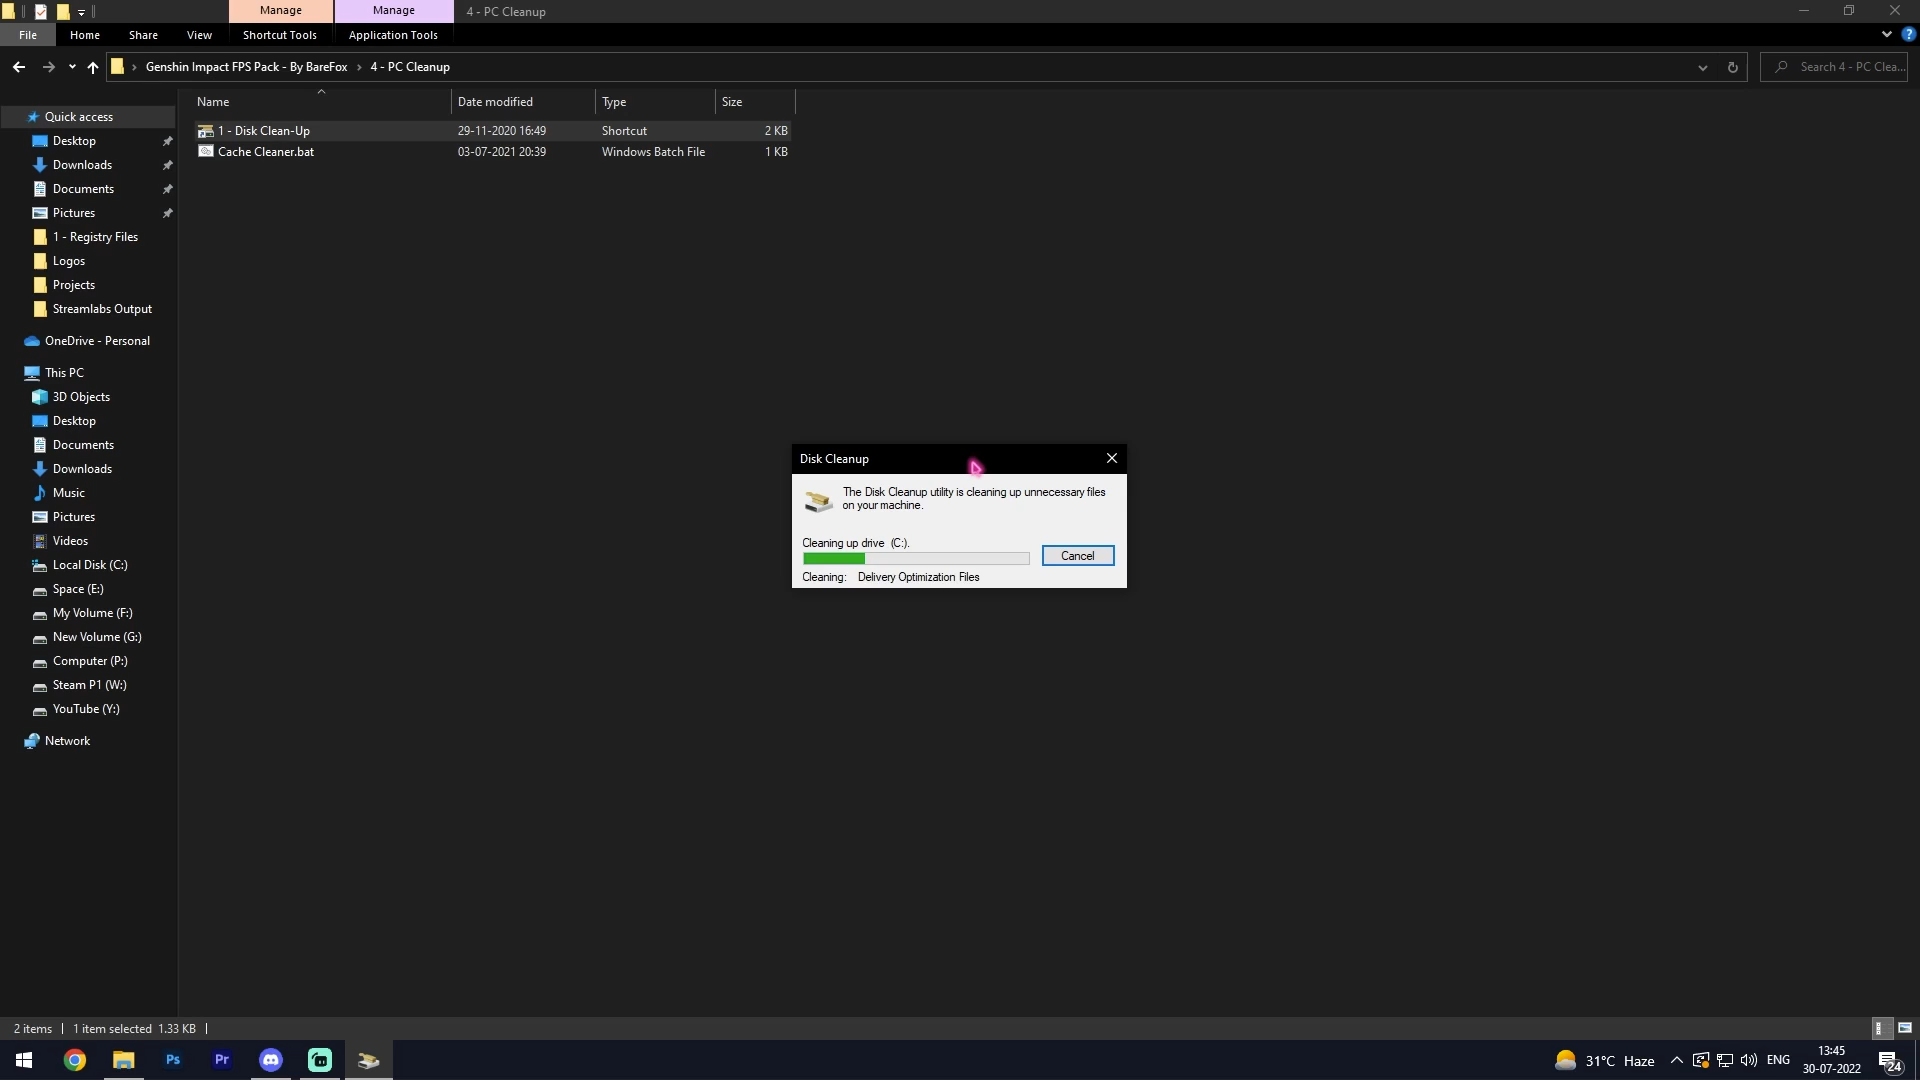 Manage
Manage
4 - PC Cleanup
File
Home
Share
View
Shortcut Tools
Application Tools
Genshin Impact FPS Pack - By BareFox
4 - PC Cleanup
Search 4 - PC Clea...
Name
Date modified
Type
Size
1 - Disk Clean-Up
29-11-2020 16:49
Shortcut
2 KB
Cache Cleaner.bat
03-07-2021 20:39
Windows Batch File
1 KB
Quick access
Desktop
Downloads
Documents
Pictures
1 - Registry Files
Logos
Projects
Streamlabs Output
OneDrive - Personal
This PC
3D Objects
Desktop
Documents
Downloads
Music
Pictures
Videos
Local Disk (C:)
Space (E:)
My Volume (F:)
New Volume (G:)
Computer (P:)
Steam P1 (W:)
YouTube (Y:)
Network
Disk Cleanup
The Disk Cleanup utility is cleaning up unnecessary files
on your machine.
Cleaning up drive (C:).
Cancel
Cleaning: Delivery Optimization Files
2 items
1 item selected 1.33 KB
Ps
Pr
31°C Haze
ENG
13:45
30-07-2022
24